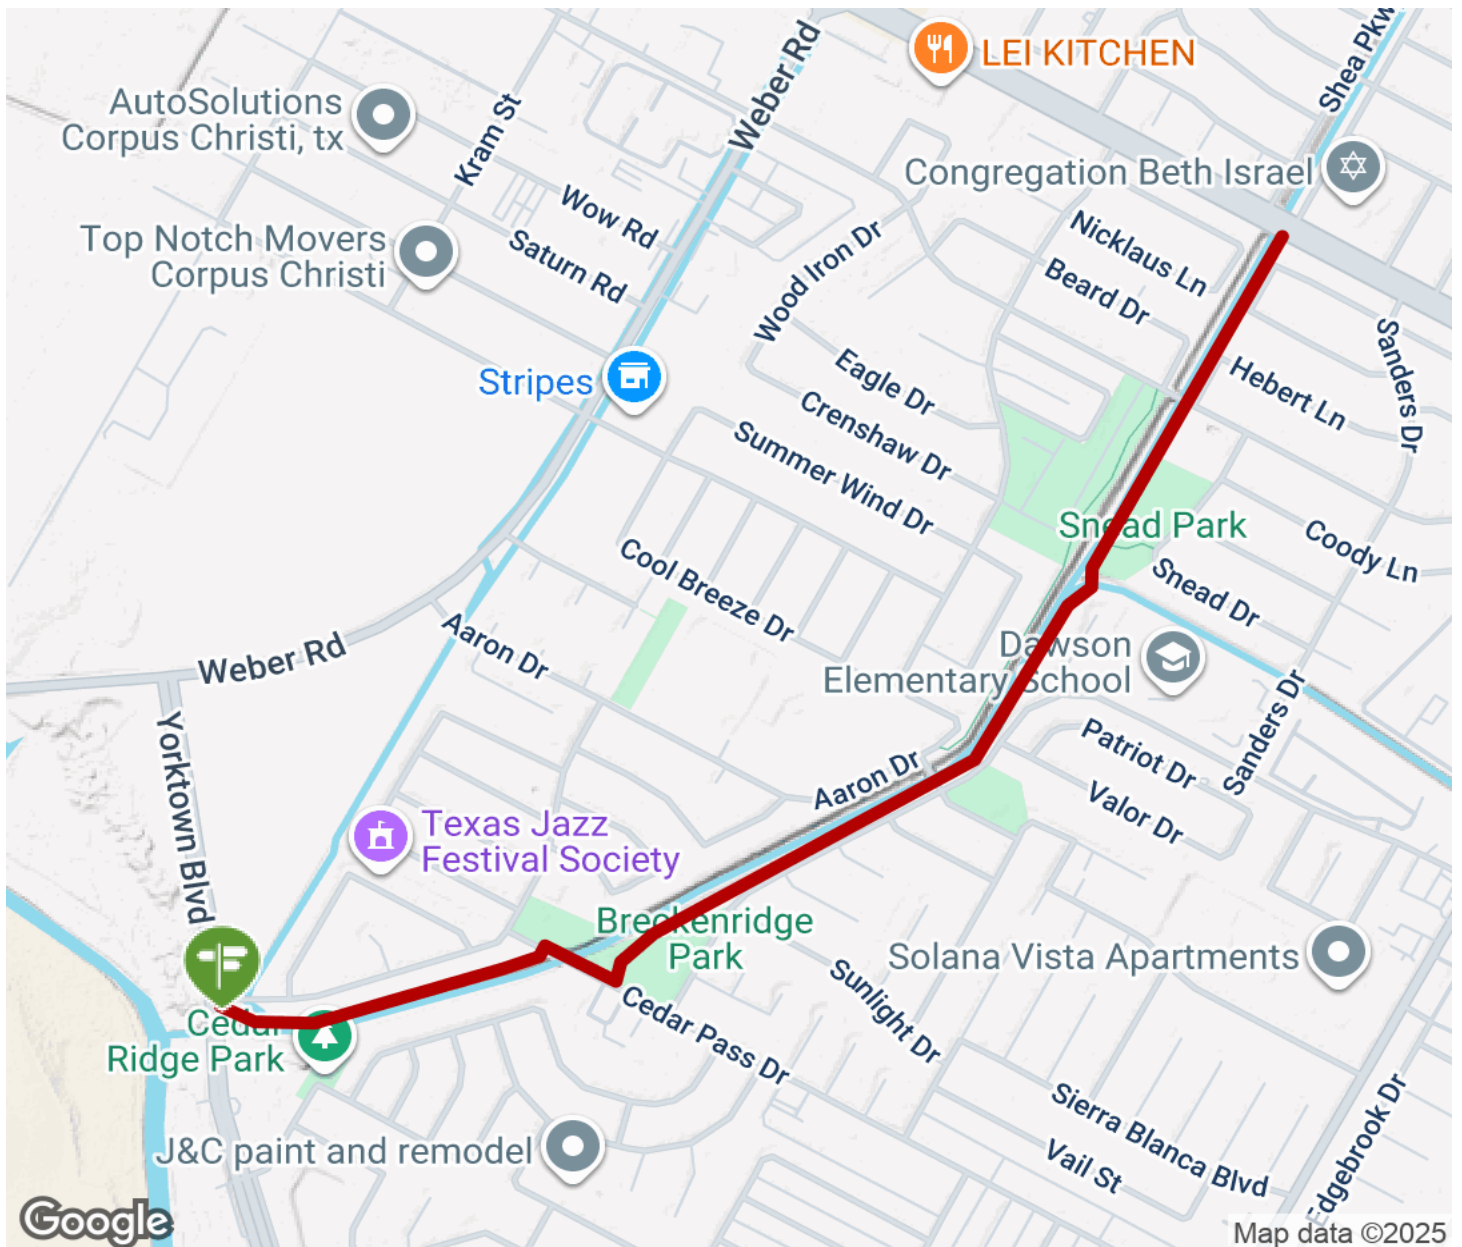 LEI KITCHEN
Shea Pkw
Weber Rd
AutoSolutions
Corpus Christi, tx
Kram St
Congregation Beth Israel
Wow Rd
Nicklaus Ln
Top Notch Movers
Corpus Christi
Saturn Rd
Wood Iron Dr
Beard Dr
Sanders Dr
Stripes
Eagle Dr
Hebert Ln
Crenshaw Dr
Summer Wind Dr
Snead Park
Coody Ln
Cool Breeze Dr
Snead Dr
Aaron Dr
Weber Rd
Dawson
Elementary School
Sanders Dr
Yorktown Blvd
Patriot Dr
Aaron Dr
Valor Dr
Texas Jazz
Festival Society
Breckenridge
Park
Solana Vista Apartments
Sunlight Dr
Cedar Pass Dr
Cedar
Ridge Park
Sierra Blanca Blvd
Edgebrook Dr
J&C paint and remodel
Vail St
Google
Map data ©2025